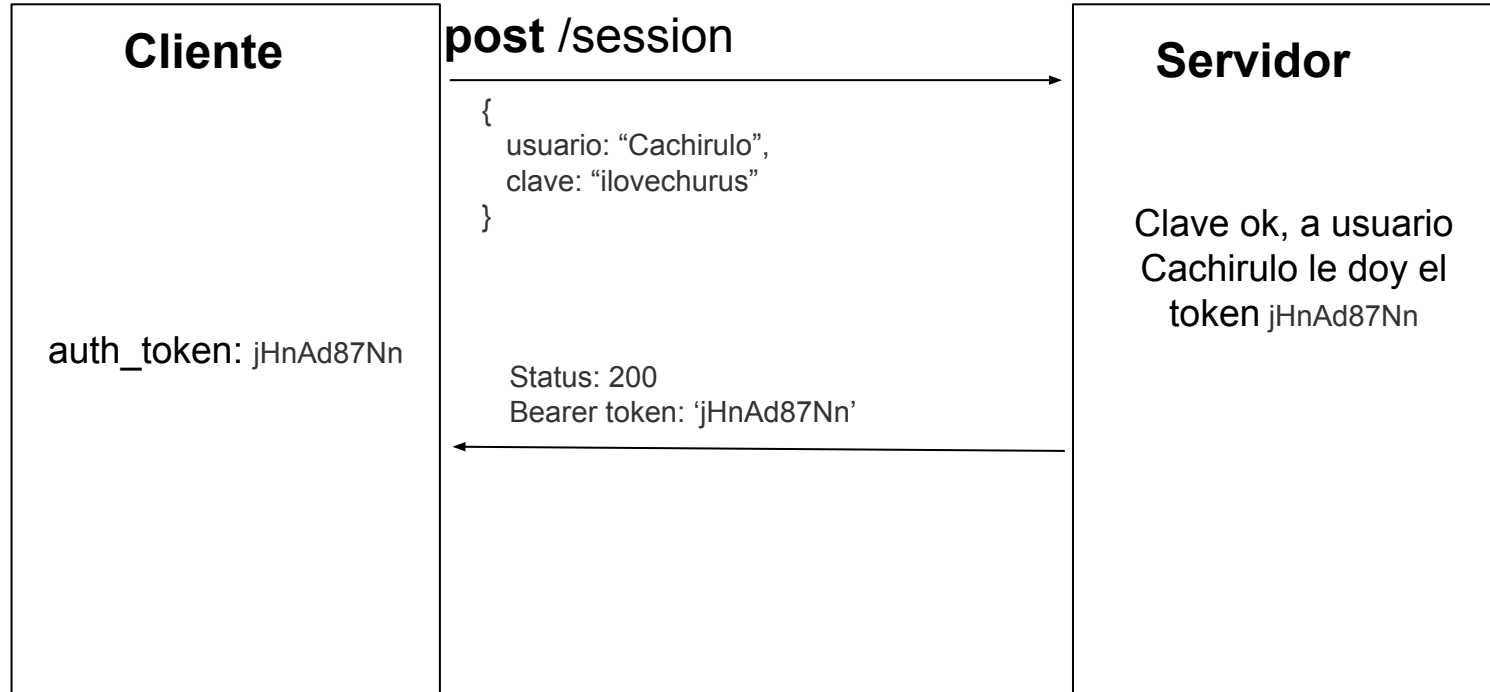 Cliente
post /session
Servidor
{
usuario: “Cachirulo”,
clave: “ilovechurus”
}
Clave ok, a usuario
Cachirulo le doy el
token jHnAd87Nn
auth_token: jHnAd87Nn
Status: 200
Bearer token: ‘jHnAd87Nn’